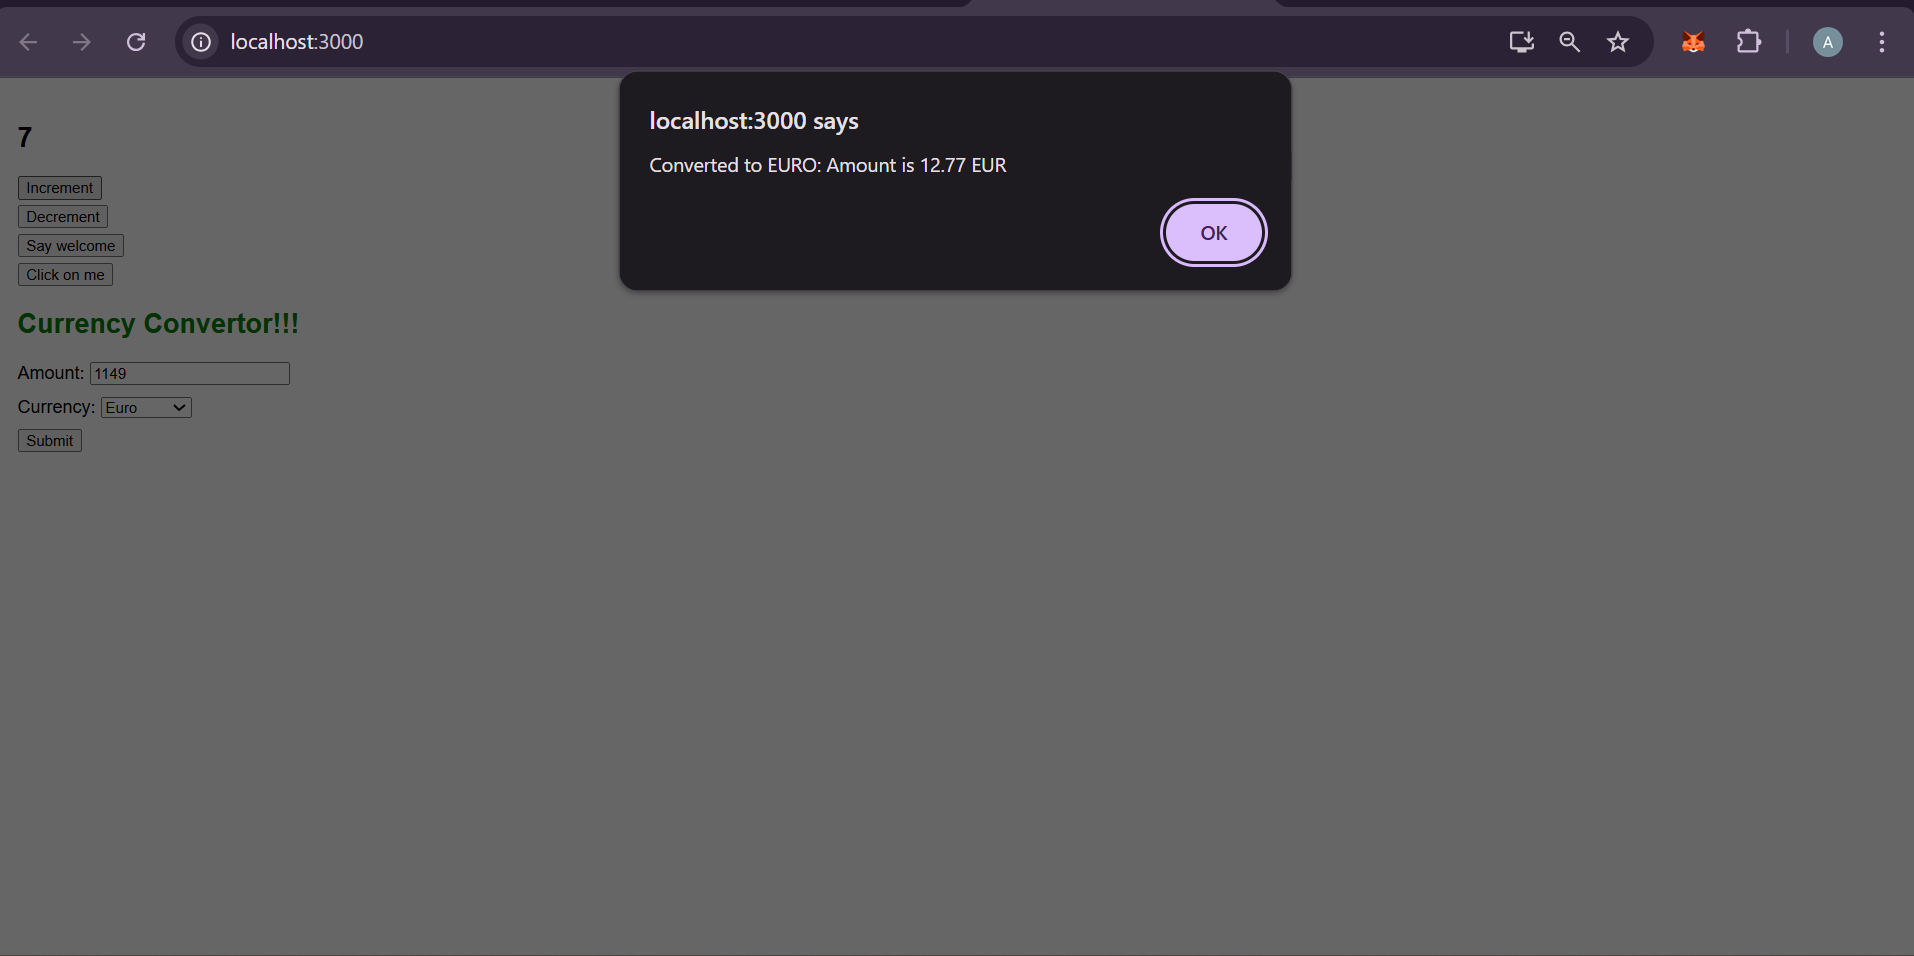 localhost:3000
A
localhost:3000 says
Converted to EURO: Amount is 12.77 EUR
OK
7
Increment
Decrement
Say welcome
Click on me
Currency Convertor!!!
Amount: 1149
Currency: Euro
Submit